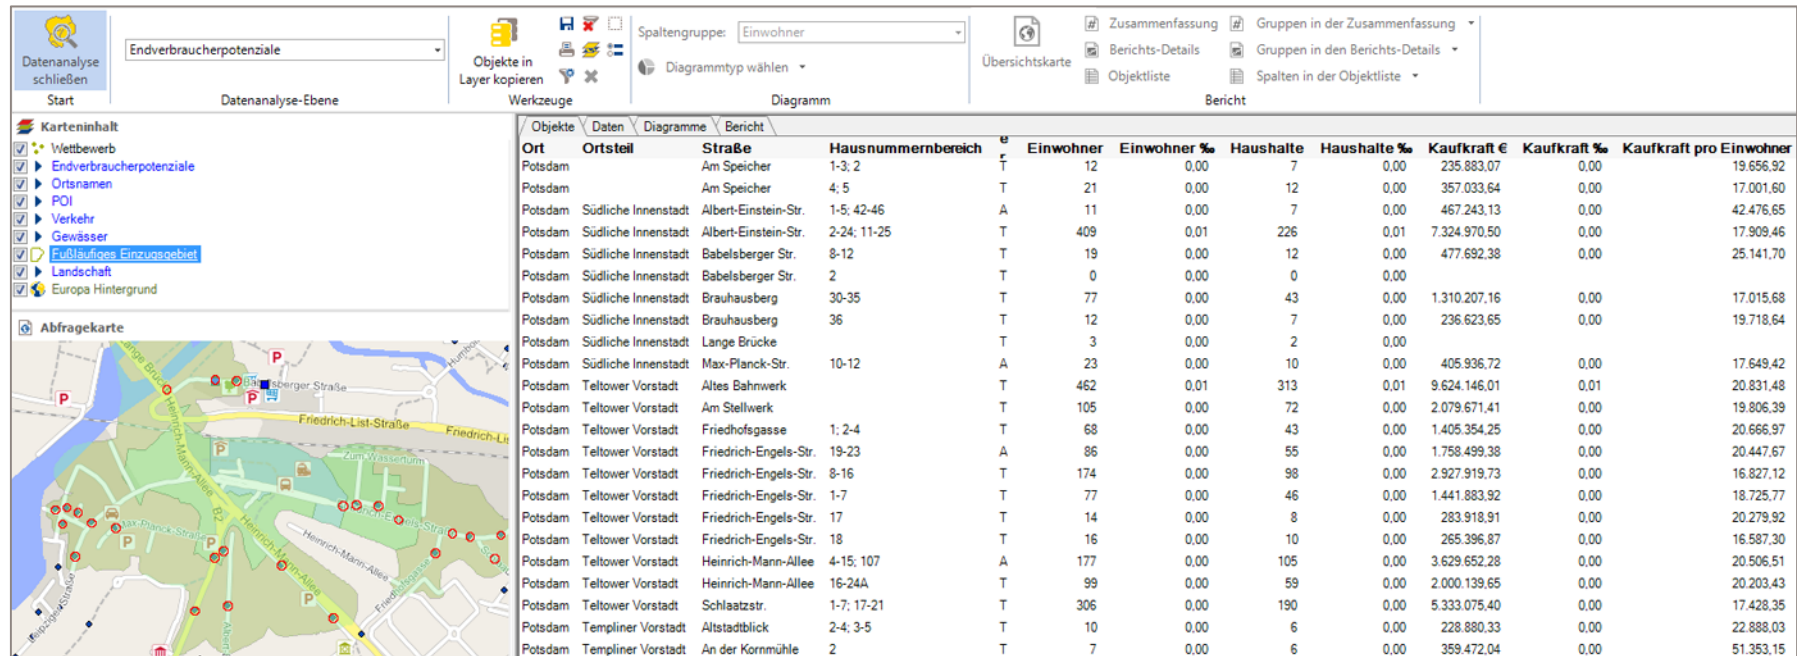 Datenanalyse schließen
Start
Endverbraucherpotenziale
Datenanalyse-Ebene
Objekte in Layer kopieren
Werkzeuge
Spaltengruppe: Einwohner
Diagrammtyp wählen
Diagramm
Übersichtskarte
Zusammenfassung
Berichts-Details
Objektliste
Gruppen in der Zusammenfassung
Gruppen in den Berichts-Details
Spalten in der Objektliste
Bericht
Karteninhalt
Wettbewerb
Endverbraucherpotenziale
Ortsnamen
POI
Verkehr
Gewässer
Fußläufiges Einzugsgebiet
Landschaft
Europa Hintergrund
Abfragekarte
Lange Brücke
Babelsberger Straße
Friedrich-List-Straße
Friedrich-Lis
Zum Wasserturm
Heinrich-Mann-Allee
B2
Max-Planck-Straße
Heinrich-Mann-Allee
Heinrich-Mann-Allee
Friedhofsgasse
Leipziger Straße
P
P
P
P
P
P
P
Objekte Daten Diagramme Bericht
Ort Ortsteil Straße Hausnummernbereich Einwohner Einwohner ‰ Haushalte Haushalte ‰ Kaufkraft € Kaufkraft ‰ Kaufkraft pro Einwohner
Potsdam Am Speicher 1-3; 2 T 12 0,00 7 0,00 235.883,07 0,00 19.656,92
Potsdam Am Speicher 4; 5 T 21 0,00 12 0,00 357.033,64 0,00 17.001,60
Potsdam Südliche Innenstadt Albert-Einstein-Str. 1-5; 42-46 A 11 0,00 7 0,00 467.243,13 0,00 42.476,65
Potsdam Südliche Innenstadt Albert-Einstein-Str. 2-24; 11-25 T 409 0,01 226 0,01 7.324.970,50 0,00 17.909,46
Potsdam Südliche Innenstadt Babelsberger Str. 8-12 T 19 0,00 12 0,00 477.692,38 0,00 25.141,70
Potsdam Südliche Innenstadt Babelsberger Str. 2 T 0 0,00 0 0,00
Potsdam Südliche Innenstadt Brauhausberg 30-35 T 77 0,00 43 0,00 1.310.207,16 0,00 17.015,68
Potsdam Südliche Innenstadt Brauhausberg 36 T 12 0,00 7 0,00 236.623,65 0,00 19.718,64
Potsdam Südliche Innenstadt Lange Brücke T 3 0,00 2 0,00
Potsdam Südliche Innenstadt Max-Planck-Str. 10-12 A 23 0,00 10 0,00 405.936,72 0,00 17.649,42
Potsdam Teltower Vorstadt Altes Bahnwerk T 462 0,01 313 0,01 9.624.146,01 0,01 20.831,48
Potsdam Teltower Vorstadt Am Stellwerk T 105 0,00 72 0,00 2.079.671,41 0,00 19.806,39
Potsdam Teltower Vorstadt Friedhofsgasse 1; 2-4 T 68 0,00 43 0,00 1.405.354,25 0,00 20.666,97
Potsdam Teltower Vorstadt Friedrich-Engels-Str. 19-23 A 86 0,00 55 0,00 1.758.499,38 0,00 20.447,67
Potsdam Teltower Vorstadt Friedrich-Engels-Str. 8-16 T 174 0,00 98 0,00 2.927.919,73 0,00 16.827,12
Potsdam Teltower Vorstadt Friedrich-Engels-Str. 1-7 T 77 0,00 46 0,00 1.441.883,92 0,00 18.725,77
Potsdam Teltower Vorstadt Friedrich-Engels-Str. 17 T 14 0,00 8 0,00 283.918,91 0,00 20.279,92
Potsdam Teltower Vorstadt Friedrich-Engels-Str. 18 T 16 0,00 10 0,00 265.396,87 0,00 16.587,30
Potsdam Teltower Vorstadt Heinrich-Mann-Allee 4-15; 107 A 177 0,00 105 0,00 3.629.652,28 0,00 20.506,51
Potsdam Teltower Vorstadt Heinrich-Mann-Allee 16-24A T 99 0,00 59 0,00 2.000.139,65 0,00 20.203,43
Potsdam Teltower Vorstadt Schlaatzstr. 1-7; 17-21 T 306 0,00 190 0,00 5.333.075,40 0,00 17.428,35
Potsdam Templiner Vorstadt Altstadtblick 2-4; 3-5 T 10 0,00 6 0,00 228.880,33 0,00 22.888,03
Potsdam Templiner Vorstadt An der Kornmühle 2 T 7 0,00 6 0,00 359.472,04 0,00 51.353,15